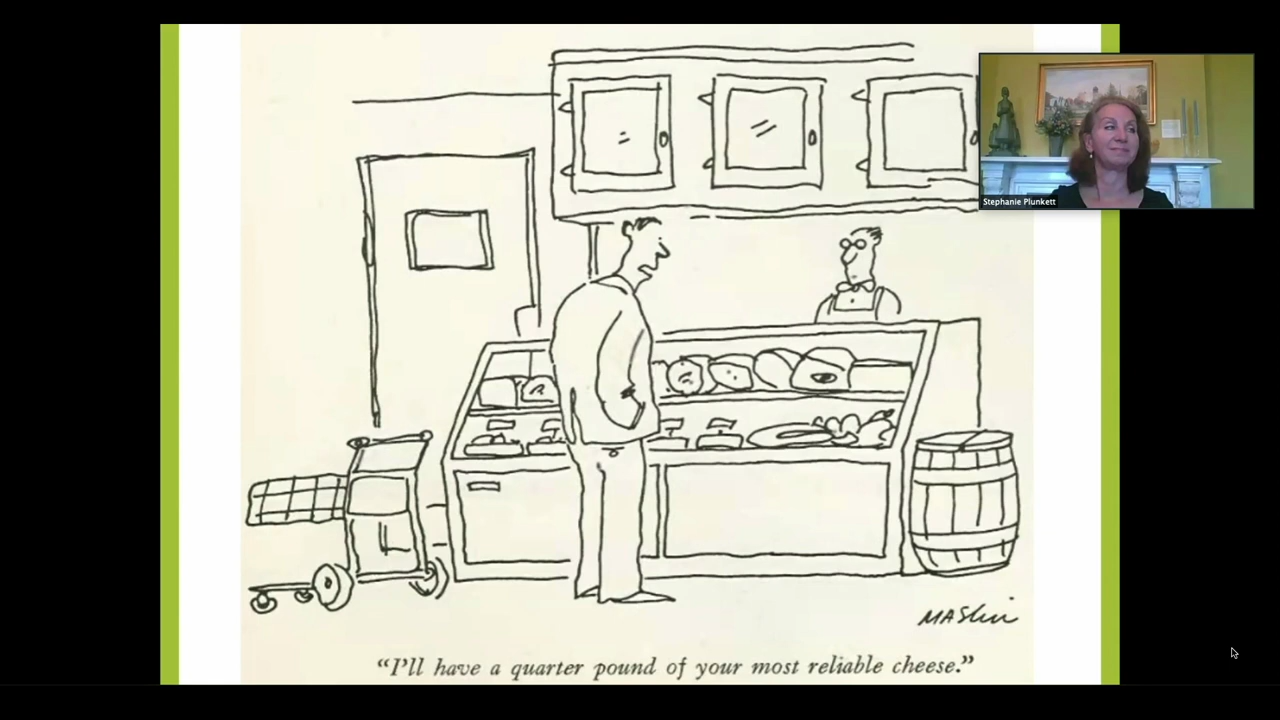 Stephanie Plunkett
MASlin
“I'll have a quarter pound of your most reliable cheese.”